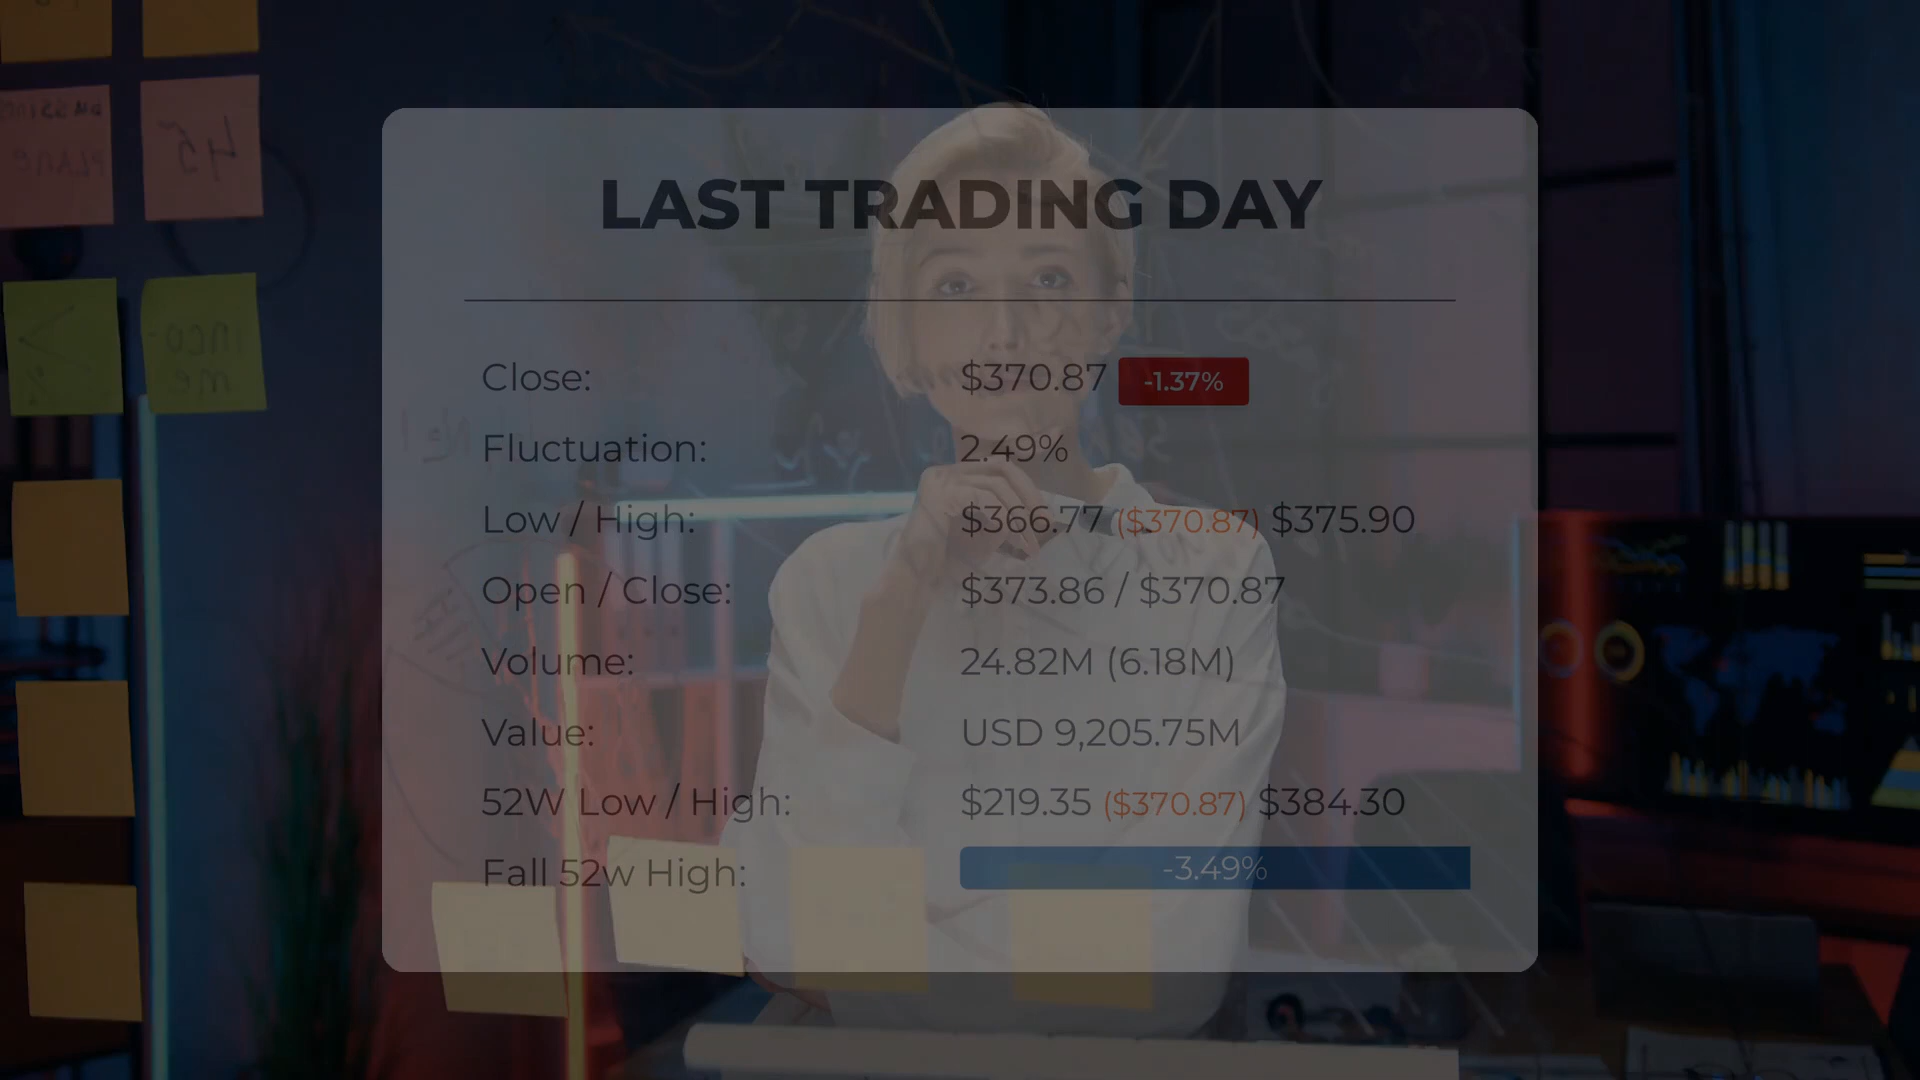 LAST TRADING DAY
Close: $370.87 -1.37%
Fluctuation: 2.49%
Low / High: $366.77 ($370.87) $375.90
Open / Close: $373.86 / $370.87
Volume: 24.82M (6.18M)
Value: USD 9,205.75M
52W Low / High: $219.35 ($370.87) $384.30
Fall 52w High: -3.49%
45